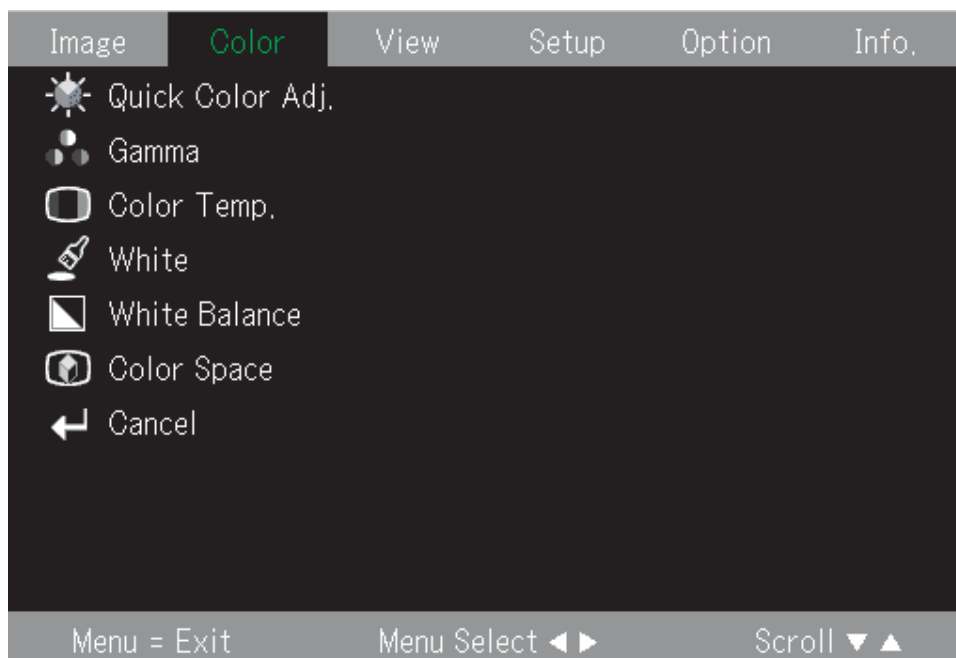 Image Color View Setup Option Info.
Quick Color Adj.
Gamma
Color Temp.
White
White Balance
Color Space
Cancel
Menu = Exit Menu Select ◀ ▶ Scroll ▼ ▲